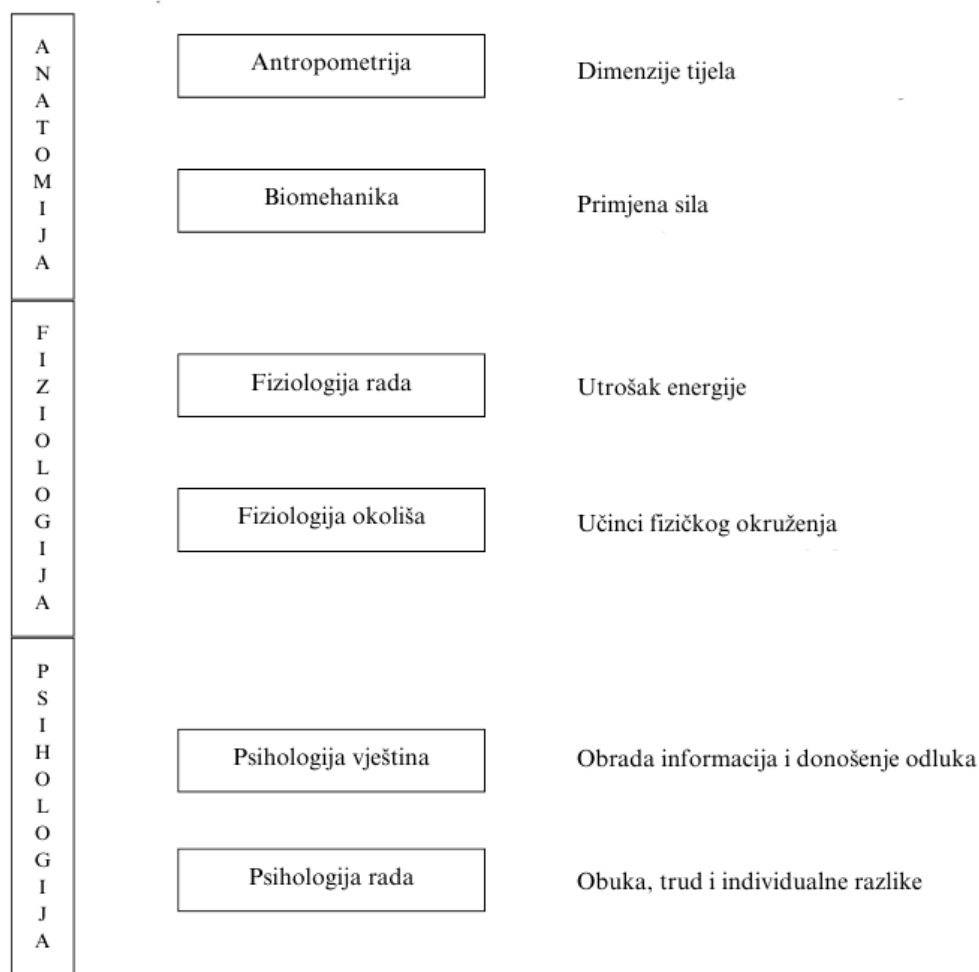 ANATOMIJA
Antropometrija
Dimenzije tijela
Biomehanika
Primjena sila
FIZIOLOGIJA
Fiziologija rada
Utrošak energije
Fiziologija okoliša
Učinci fizičkog okruženja
PSIHOLOGIJA
Psihologija vještina
Obrada informacija i donošenje odluka
Psihologija rada
Obuka, trud i individualne razlike